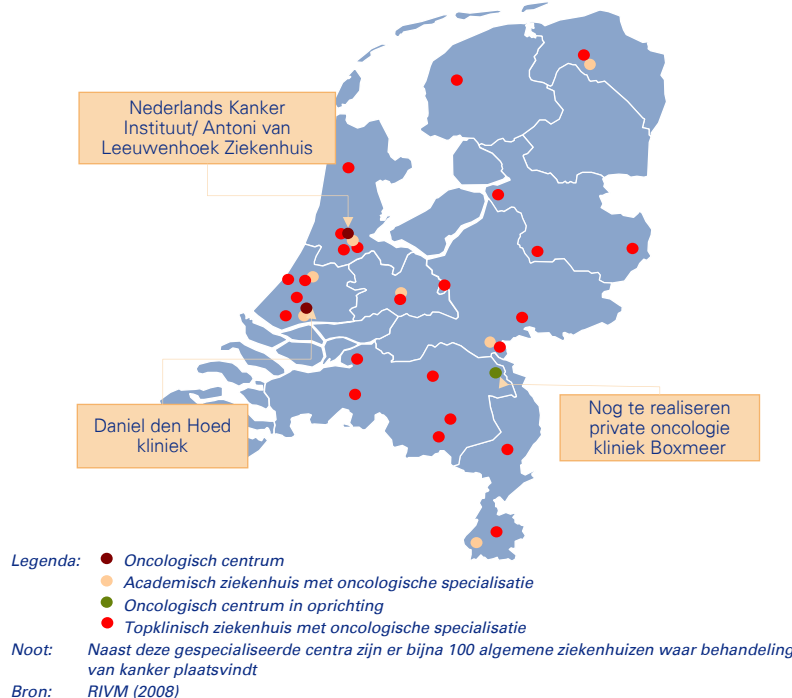 Nederlands Kanker
Instituut/ Antoni van
Leeuwenhoek Ziekenhuis
Daniel den Hoed
kliniek
Nog te realiseren
private oncologie
kliniek Boxmeer
Legenda: Oncologisch centrum
Academisch ziekenhuis met oncologische specialisatie
Oncologisch centrum in oprichting
Topklinisch ziekenhuis met oncologische specialisatie
Noot: Naast deze gespecialiseerde centra zijn er bijna 100 algemene ziekenhuizen waar behandeling
van kanker plaatsvindt
Bron: RIVM (2008)